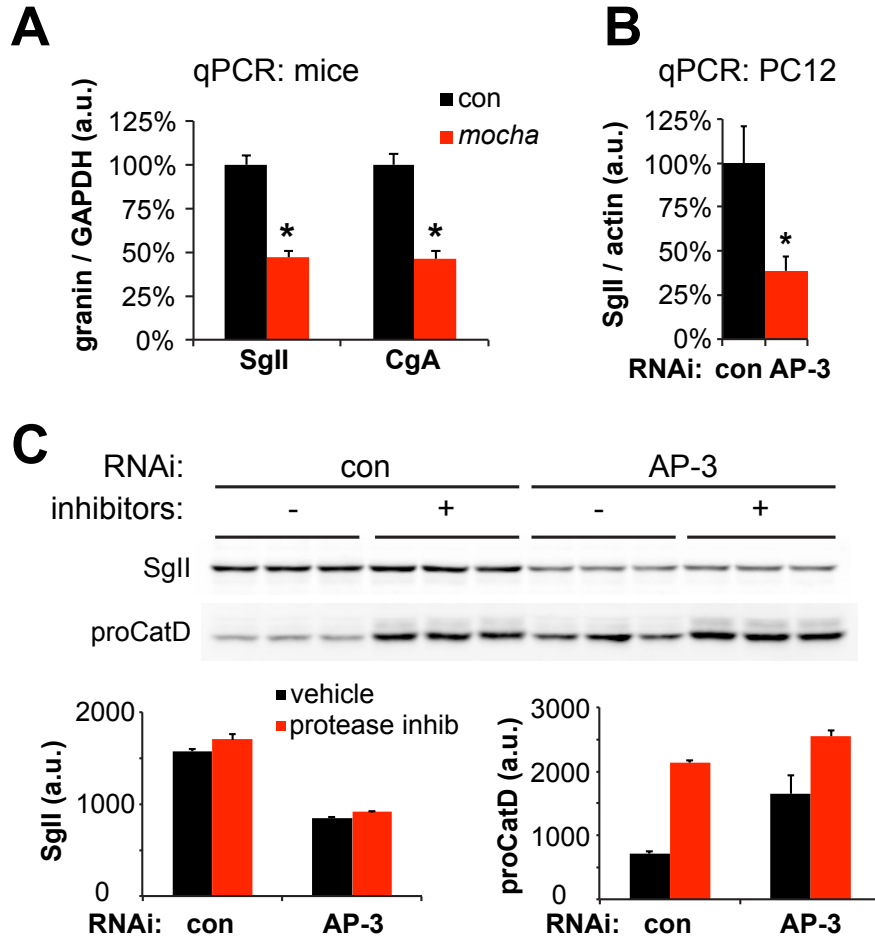 A
qPCR: mice
con
mocha
granin / GAPDH (a.u.)
125%
100%
75%
50%
25%
0%
*
*
SgII
CgA
B
qPCR: PC12
SgII / actin (a.u.)
125%
100%
75%
50%
25%
0%
*
RNAi: con AP-3
C
RNAi: con AP-3
inhibitors: - + - +
SgII
proCatD
vehicle
protease inhib
SgII (a.u.)
2000
1000
0
RNAi: con AP-3
proCatD (a.u.)
3000
2000
1000
0
RNAi: con AP-3